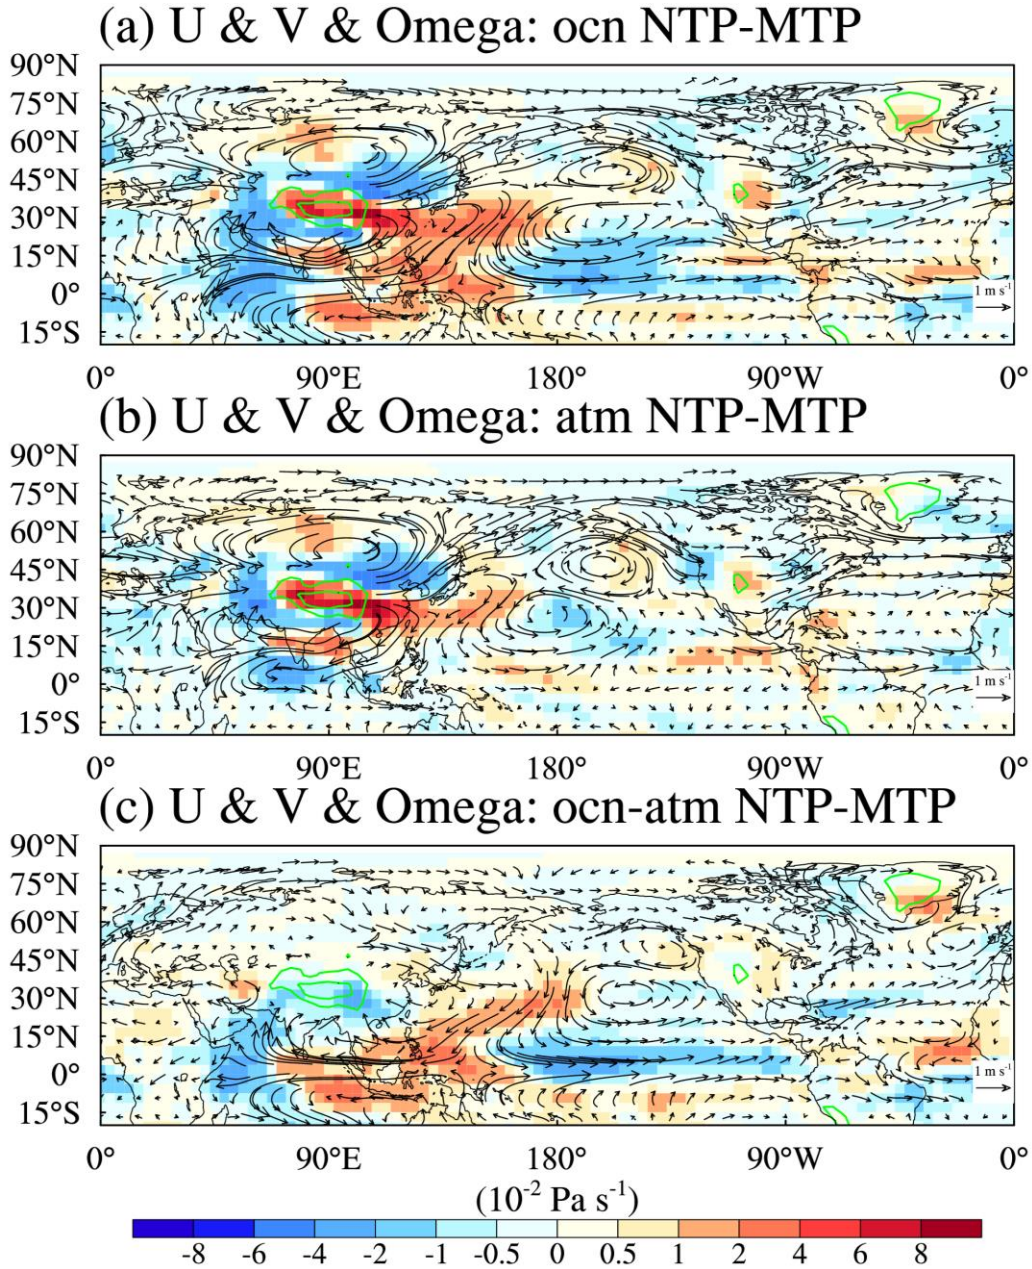 (a) U & V & Omega: ocn NTP-MTP
90°N
75°N
60°N
45°N
30°N
15°N
0°
15°S
1 m s⁻¹
0° 90°E 180° 90°W 0°
(b) U & V & Omega: atm NTP-MTP
90°N
75°N
60°N
45°N
30°N
15°N
0°
15°S
1 m s⁻¹
0° 90°E 180° 90°W 0°
(c) U & V & Omega: ocn-atm NTP-MTP
90°N
75°N
60°N
45°N
30°N
15°N
0°
15°S
1 m s⁻¹
0° 90°E 180° 90°W 0°
(10⁻² Pa s⁻¹)
-8 -6 -4 -2 -1 -0.5 0 0.5 1 2 4 6 8